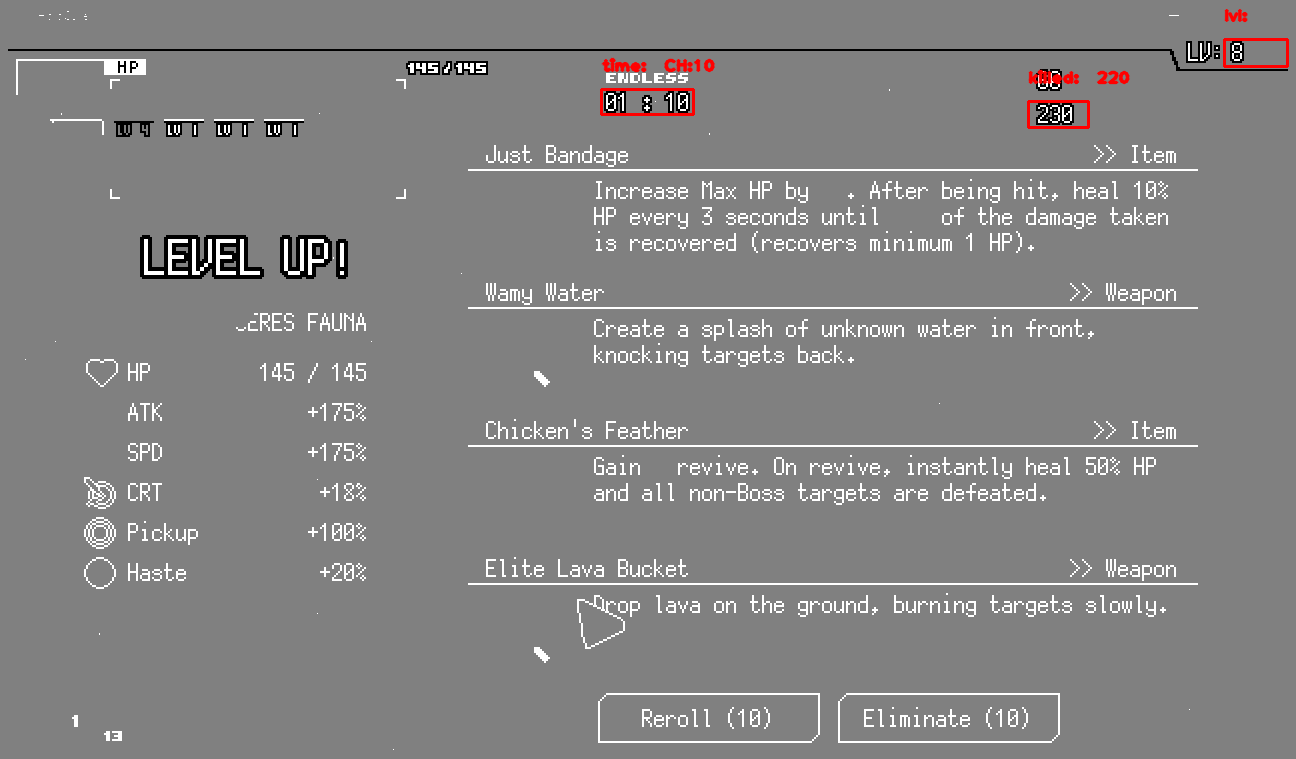 lvl:
LV: 8
HP
145/145
time: CH:10
ENDLESS
01 : 10
killed: 220
230
LV 4 LV 1 LV 1 LV 1
Just Bandage >> Item
Increase Max HP by . After being hit, heal 10%
HP every 3 seconds until of the damage taken
is recovered (recovers minimum 1 HP).
LEVEL UP!
Wamy Water >> Weapon
Create a splash of unknown water in front,
knocking targets back.
CERES FAUNA
HP 145 / 145
ATK +175%
SPD +175%
CRT +18%
Pickup +100%
Haste +20%
Chicken's Feather >> Item
Gain revive. On revive, instantly heal 50% HP
and all non-Boss targets are defeated.
Elite Lava Bucket >> Weapon
Drop lava on the ground, burning targets slowly.
Reroll (10)
Eliminate (10)
1
13